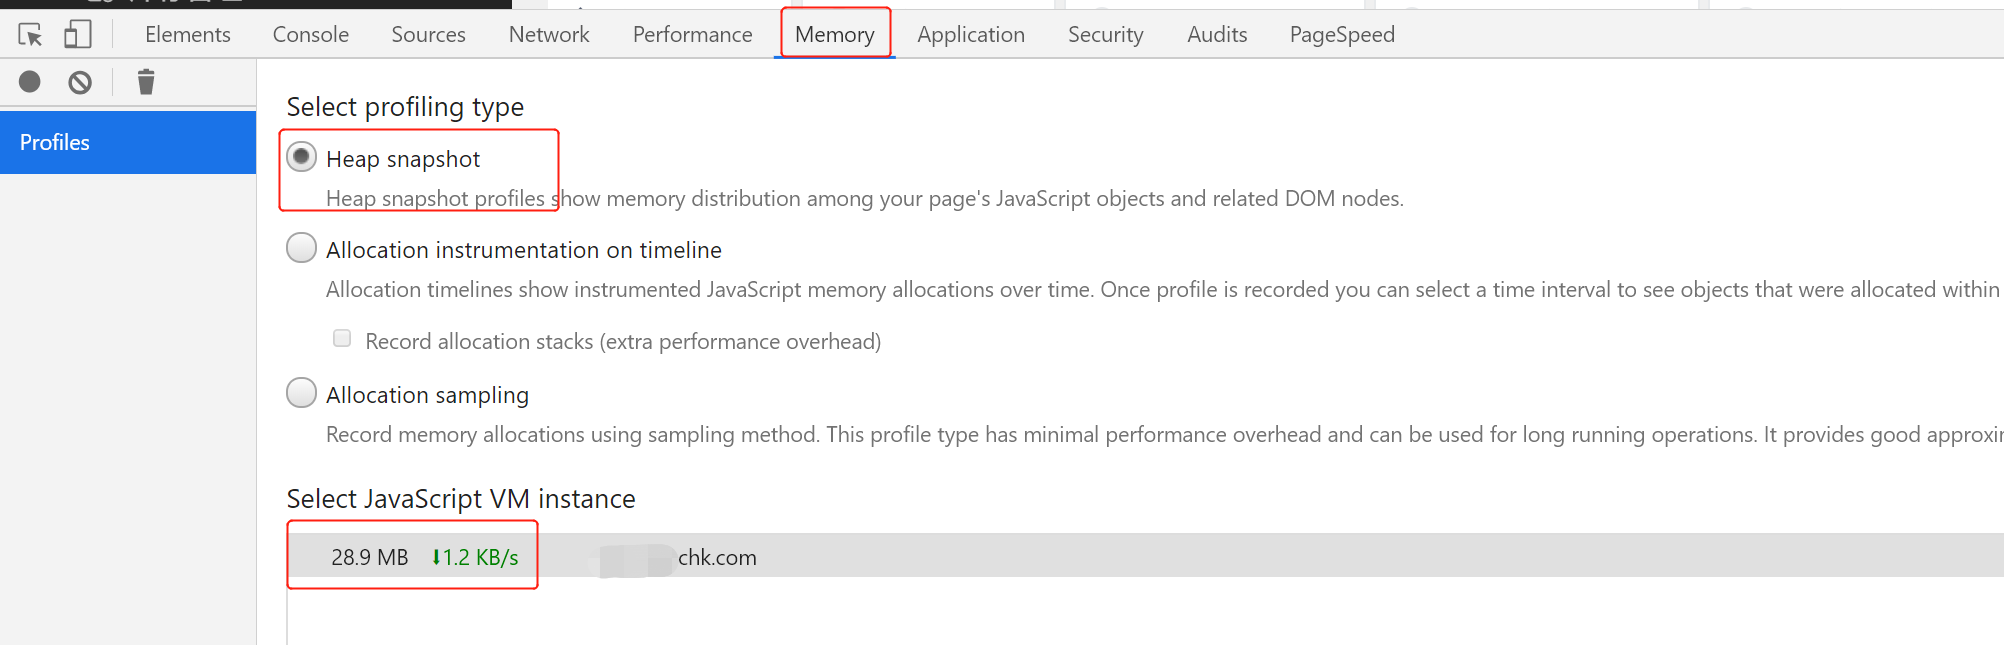 Elements Console Sources Network Performance Memory Application Security Audits PageSpeed
Profiles
Select profiling type
Heap snapshot
Heap snapshot profiles show memory distribution among your page's JavaScript objects and related DOM nodes.
Allocation instrumentation on timeline
Allocation timelines show instrumented JavaScript memory allocations over time. Once profile is recorded you can select a time interval to see objects that were allocated within
Record allocation stacks (extra performance overhead)
Allocation sampling
Record memory allocations using sampling method. This profile type has minimal performance overhead and can be used for long running operations. It provides good
Select JavaScript VM instance
28.9 MB 1.2 KB/s chk.com